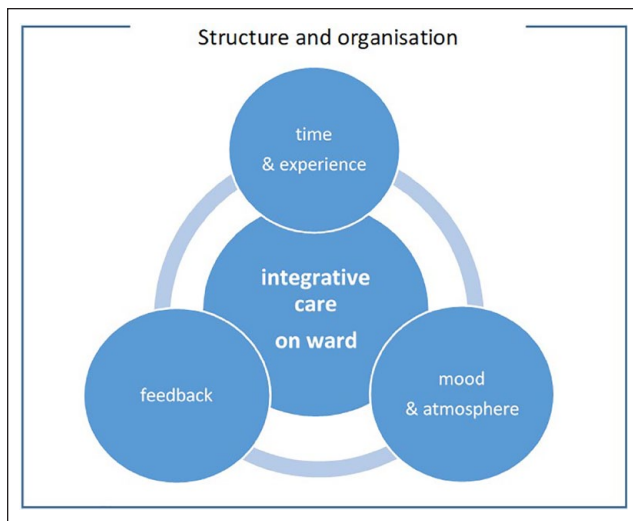 Structure and organisation
time
& experience
integrative
care
on ward
feedback
mood
& atmosphere